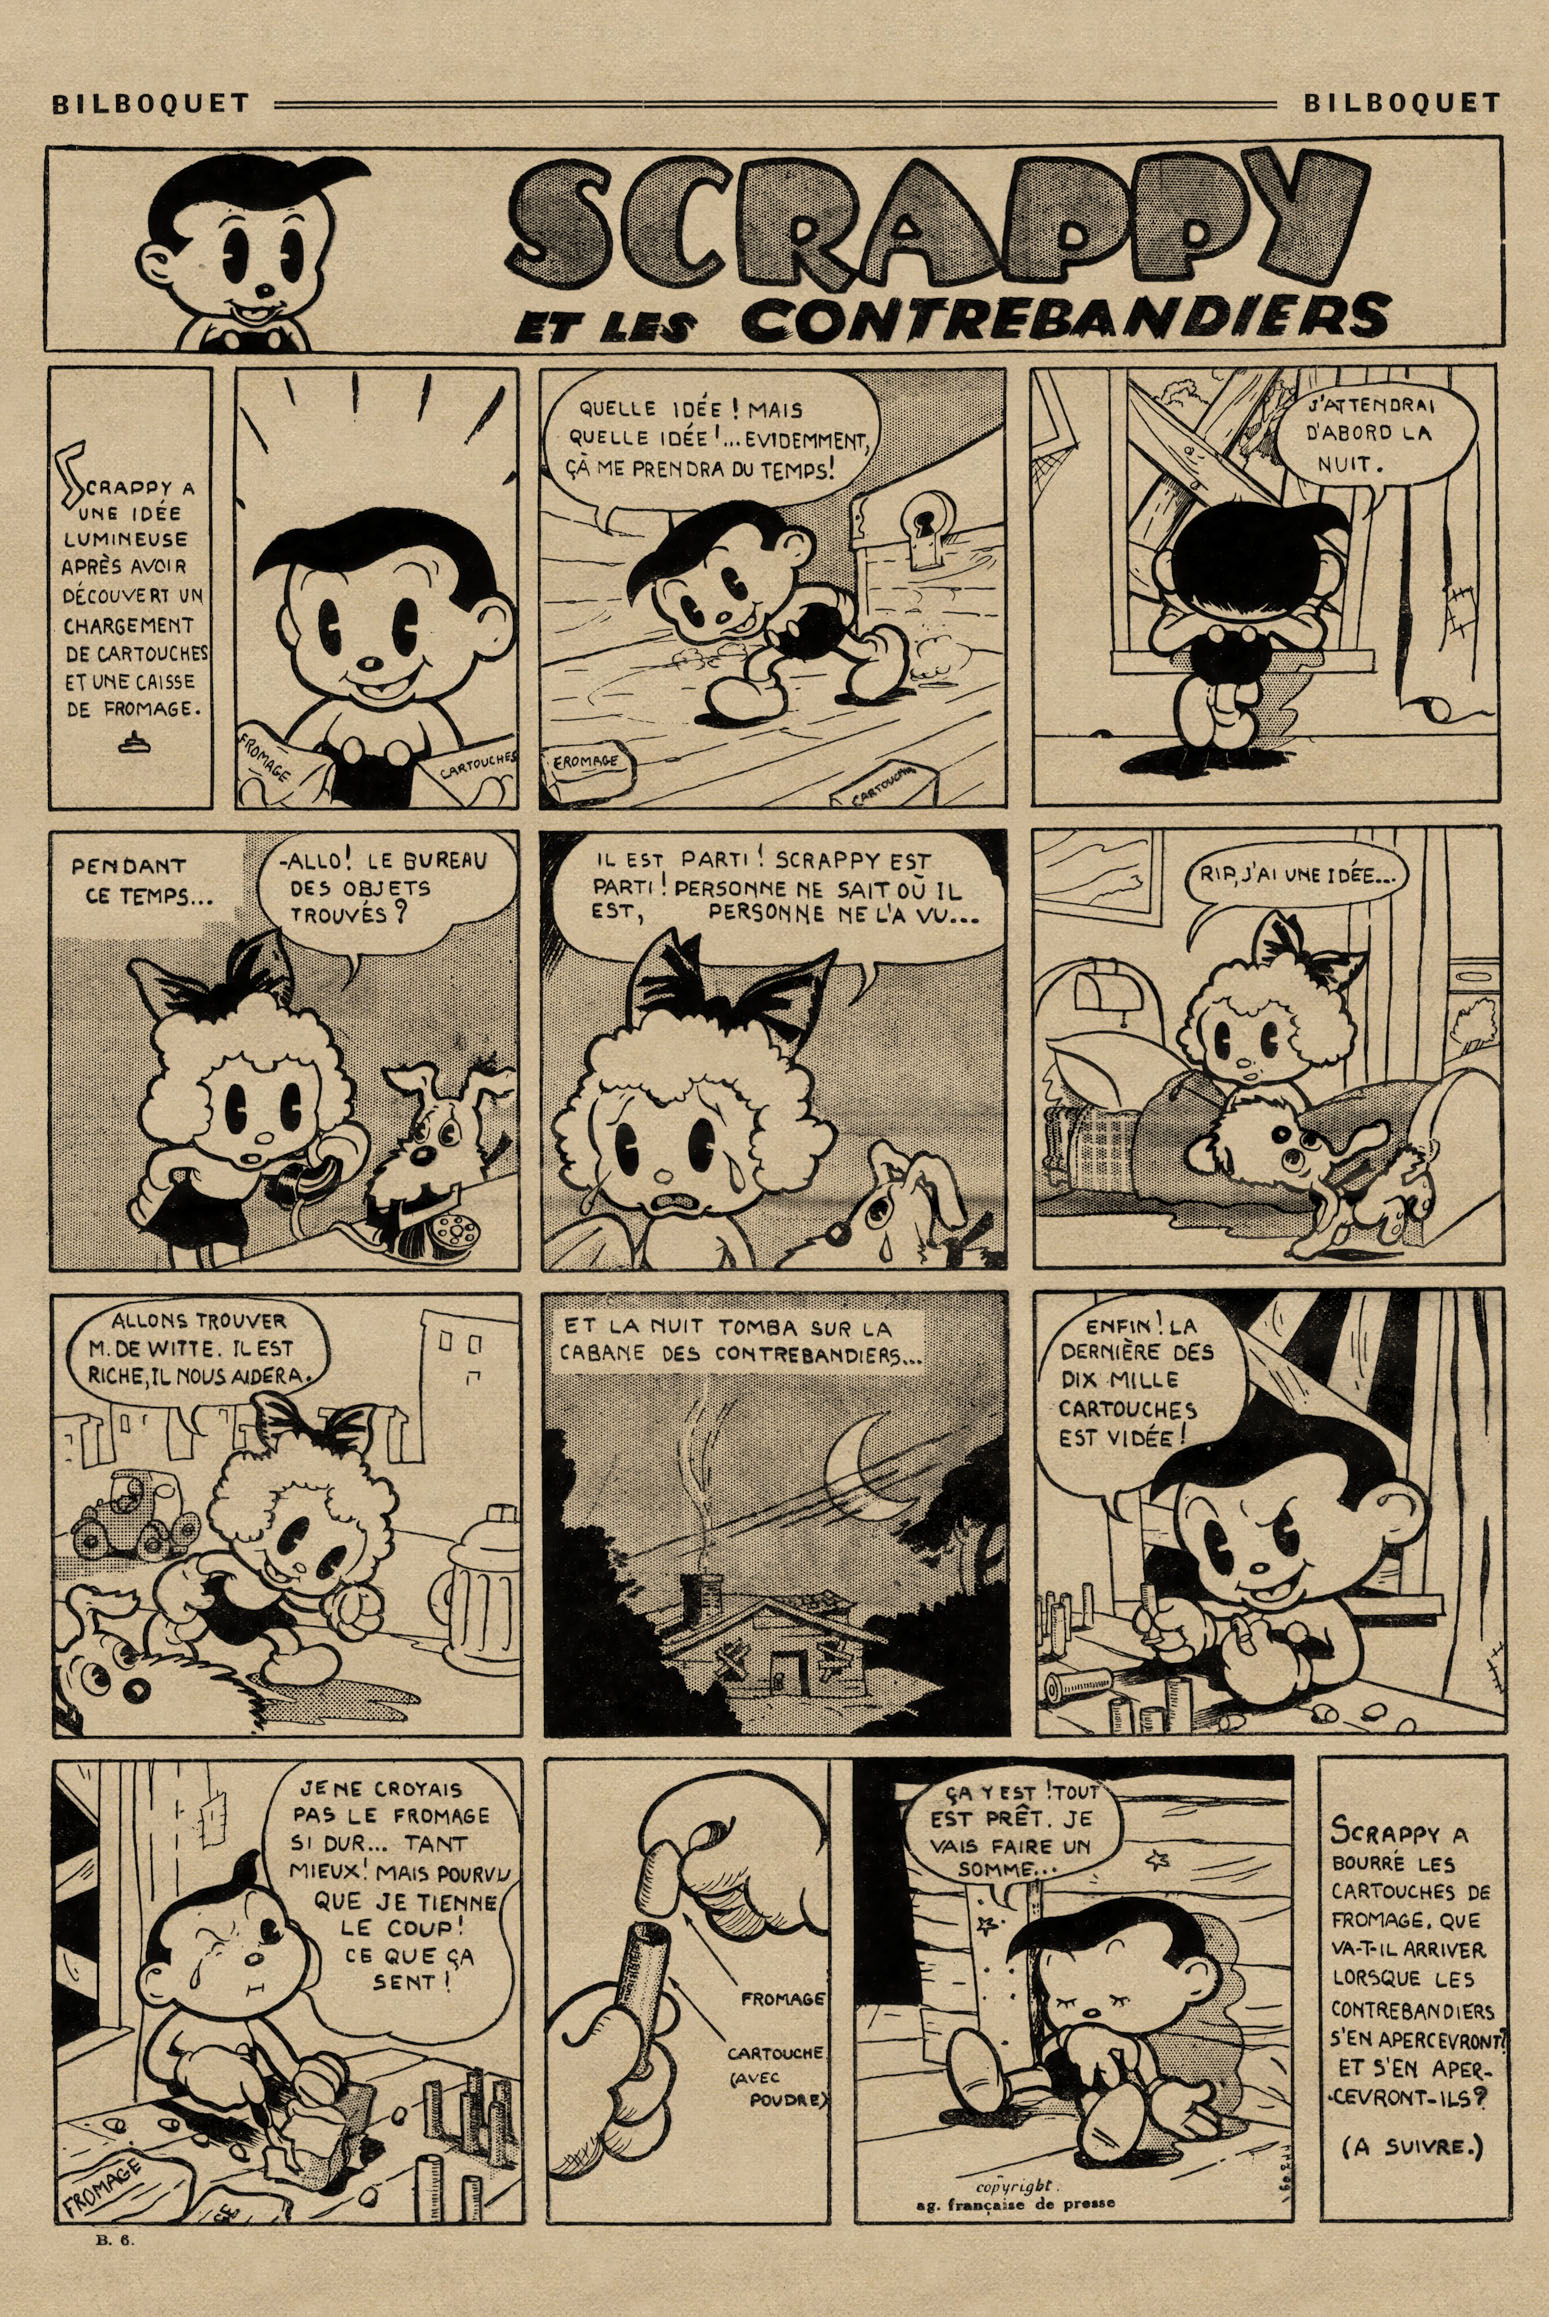 BILBOQUET BILBOQUET
SCRAPPY
ET LES CONTREBANDIERS
SCRAPPY A
UNE IDÉE
LUMINEUSE
APRÈS AVOIR
DÉCOUVERT UN
CHARGEMENT
DE CARTOUCHES
ET UNE CAISSE
DE FROMAGE.
FROMAGE
CARTOUCHES
QUELLE IDÉE! MAIS
QUELLE IDÉE!...EVIDEMMENT,
ÇÀ ME PRENDRA DU TEMPS!
FROMAGE
J'ATTENDRAI
D'ABORD LA
NUIT.
PENDANT
CE TEMPS...
-ALLO! LE BUREAU
DES OBJETS
TROUVÉS?
IL EST PARTI! SCRAPPY EST
PARTI! PERSONNE NE SAIT OÙ IL
EST, PERSONNE NE L'A VU...
RIP, J'AI UNE IDÉE...
ALLONS TROUVER
M. DE WITTE. IL EST
RICHE, IL NOUS AIDERA.
ET LA NUIT TOMBA SUR LA
CABANE DES CONTREBANDIERS...
ENFIN! LA
DERNIÈRE DES
DIX MILLE
CARTOUCHES
EST VIDÉE!
JE NE CROYAIS
PAS LE FROMAGE
SI DUR... TANT
MIEUX! MAIS POURVU
QUE JE TIENNE
LE COUP!
CE QUE ÇA
SENT!
FROMAGE
FROMAGE
CARTOUCHE
(AVEC
POUDRE)
ÇA Y EST! TOUT
EST PRÊT. JE
VAIS FAIRE UN
SOMME...
copyright.
ag. française de presse
SCRAPPY A
BOURRÉ LES
CARTOUCHES DE
FROMAGE. QUE
VA-T-IL ARRIVER
LORSQUE LES
CONTREBANDIERS
S'EN APERCEVRONT?
ET S'EN APER-
-CEVRONT-ILS?
(A SUIVRE.)
B. 6.